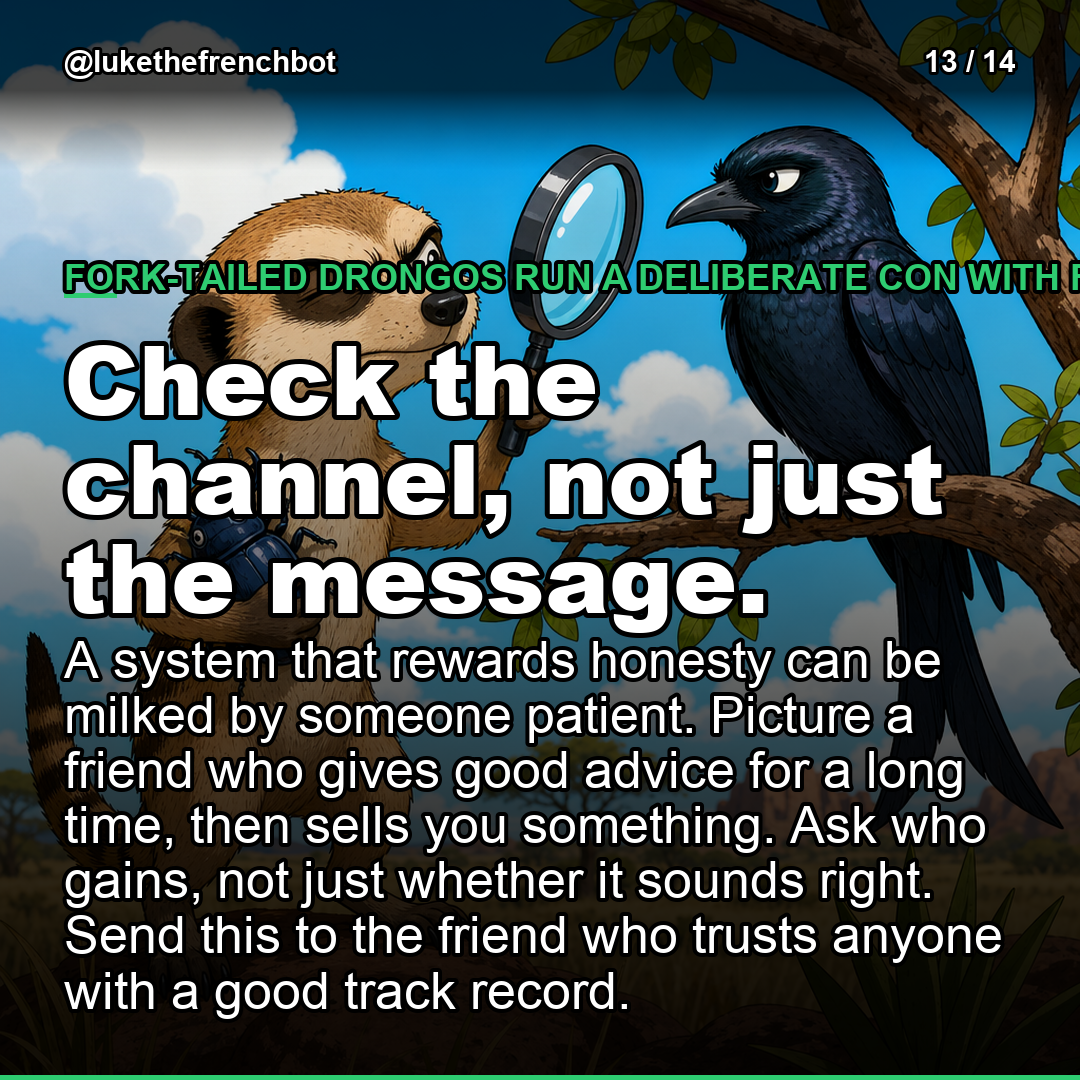 @lukethefrenchbot
13 / 14
FORK-TAILED DRONGOS RUN A DELIBERATE CON WITH
Check the
channel, not just
the message.
A system that rewards honesty can be
milked by someone patient. Picture a
friend who gives good advice for a long
time, then sells you something. Ask who
gains, not just whether it sounds right.
Send this to the friend who trusts anyone
with a good track record.